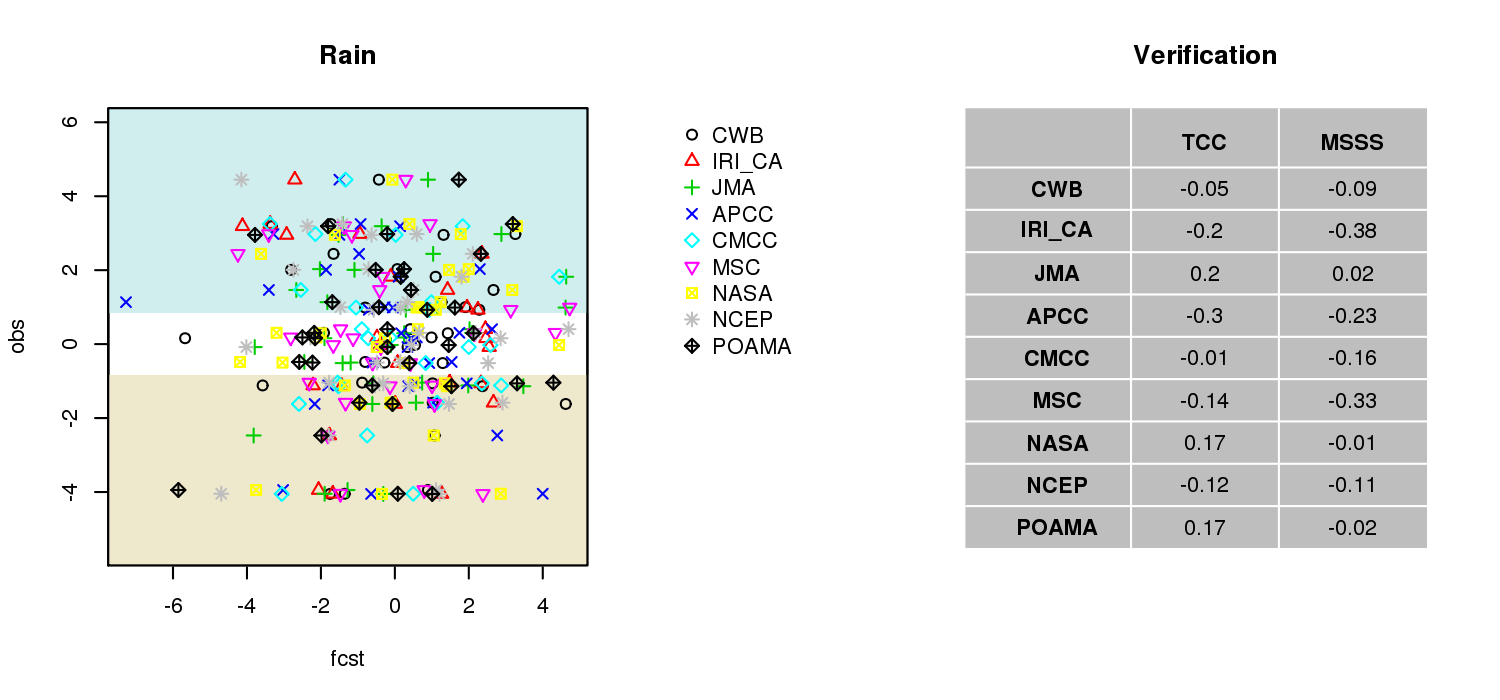 Rain
obs
6
4
2
0
-2
-4
-6 -4 -2 0 2 4
fcst
CWB
IRI_CA
JMA
APCC
CMCC
MSC
NASA
NCEP
POAMA
Verification
TCC MSSS
CWB -0.05 -0.09
IRI_CA -0.2 -0.38
JMA 0.2 0.02
APCC -0.3 -0.23
CMCC -0.01 -0.16
MSC -0.14 -0.33
NASA 0.17 -0.01
NCEP -0.12 -0.11
POAMA 0.17 -0.02